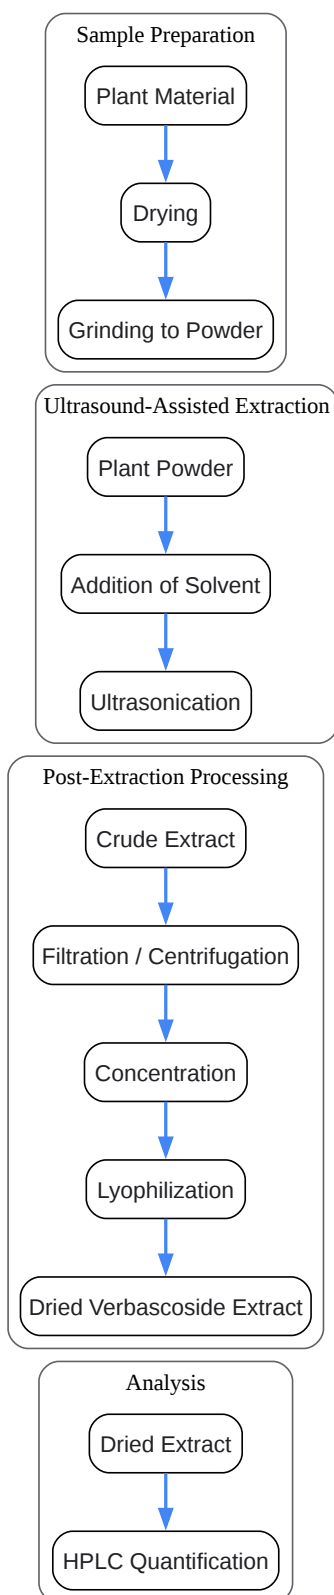 Sample Preparation
Plant Material
Drying
Grinding to Powder
Ultrasound-Assisted Extraction
Plant Powder
Addition of Solvent
Ultrasonication
Post-Extraction Processing
Crude Extract
Filtration / Centrifugation
Concentration
Lyophilization
Dried Verbascoside Extract
Analysis
Dried Extract
HPLC Quantification